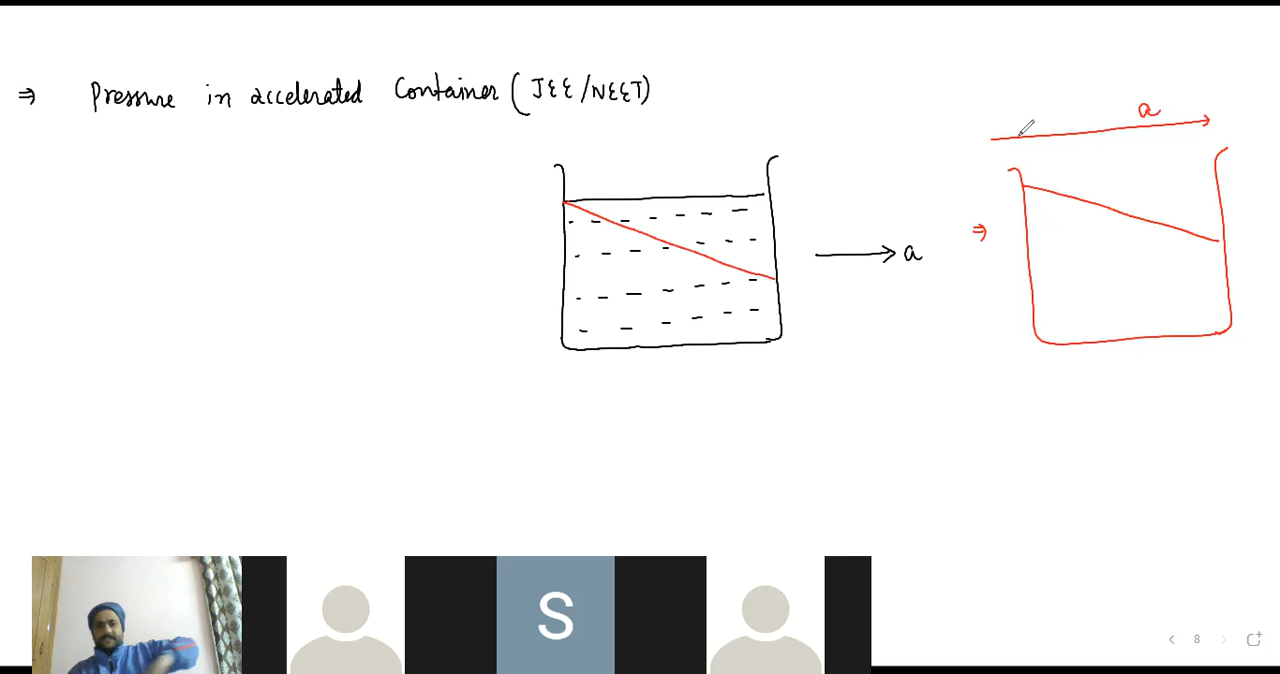 ⇒ Pressure in accelerated Container (JEE/NEET)
a
a
⇒
S
8